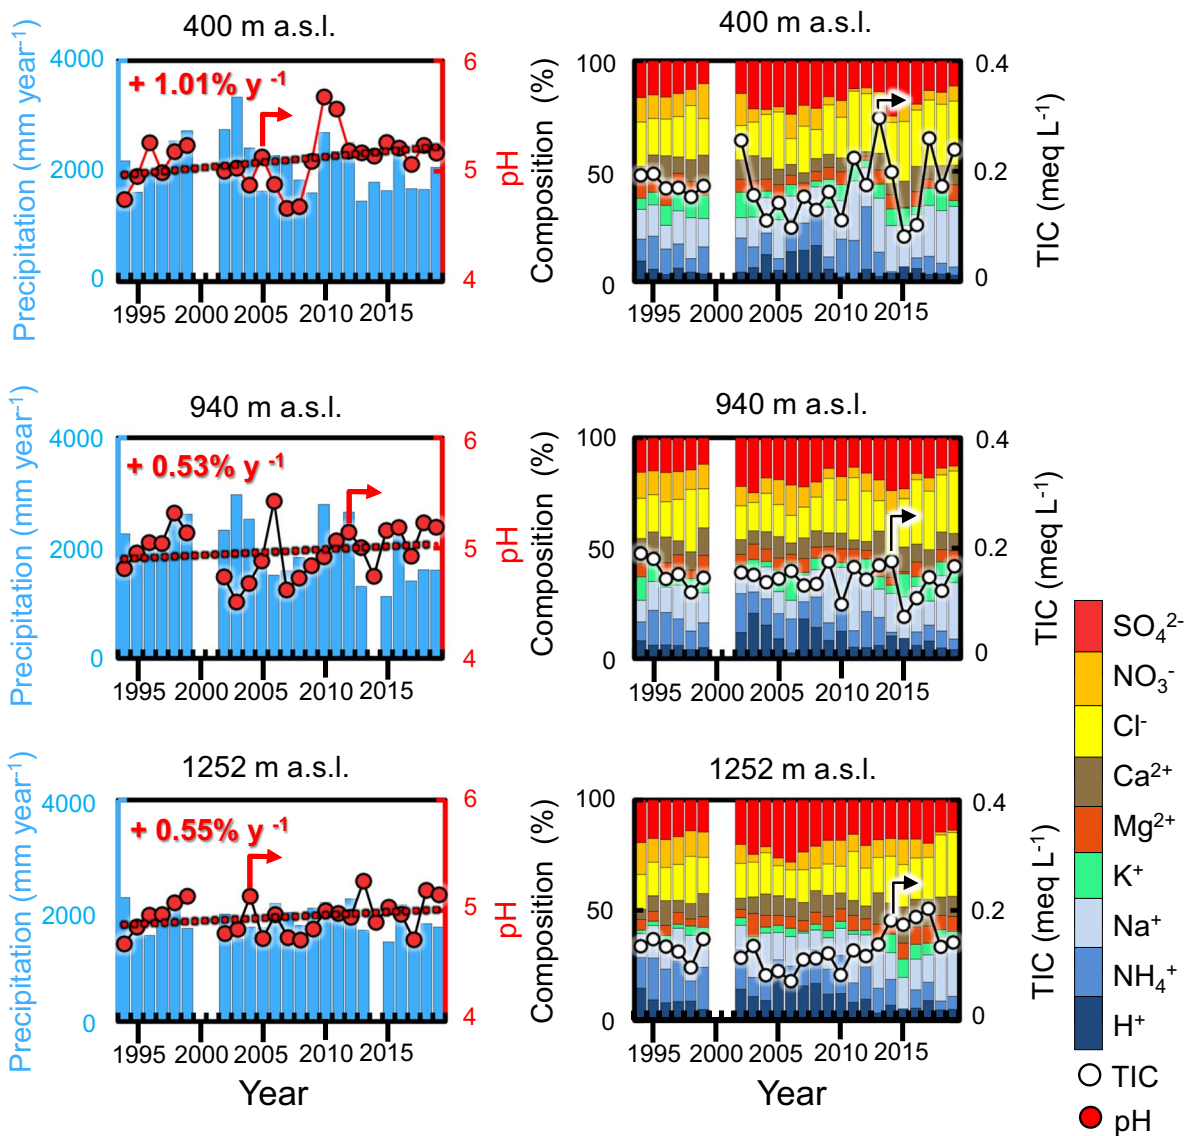 400 m a.s.l.
Precipitation (mm year-1)
4000
2000
0
+ 1.01% y -1
6
5
4
pH
1995 2000 2005 2010 2015
400 m a.s.l.
Composition (%)
100
50
0
0.4
0.2
0
TIC (meq L-1)
1995 2000 2005 2010 2015
940 m a.s.l.
Precipitation (mm year-1)
4000
2000
0
+ 0.53% y -1
6
5
4
pH
1995 2000 2005 2010 2015
940 m a.s.l.
Composition (%)
100
50
0
0.4
0.2
0
TIC (meq L-1)
1995 2000 2005 2010 2015
1252 m a.s.l.
Precipitation (mm year-1)
4000
2000
0
+ 0.55% y -1
6
5
4
pH
1995 2000 2005 2010 2015
Year
1252 m a.s.l.
Composition (%)
100
50
0
0.4
0.2
0
TIC (meq L-1)
1995 2000 2005 2010 2015
Year
SO42-
NO3-
Cl-
Ca2+
Mg2+
K+
Na+
NH4+
H+
TIC
pH